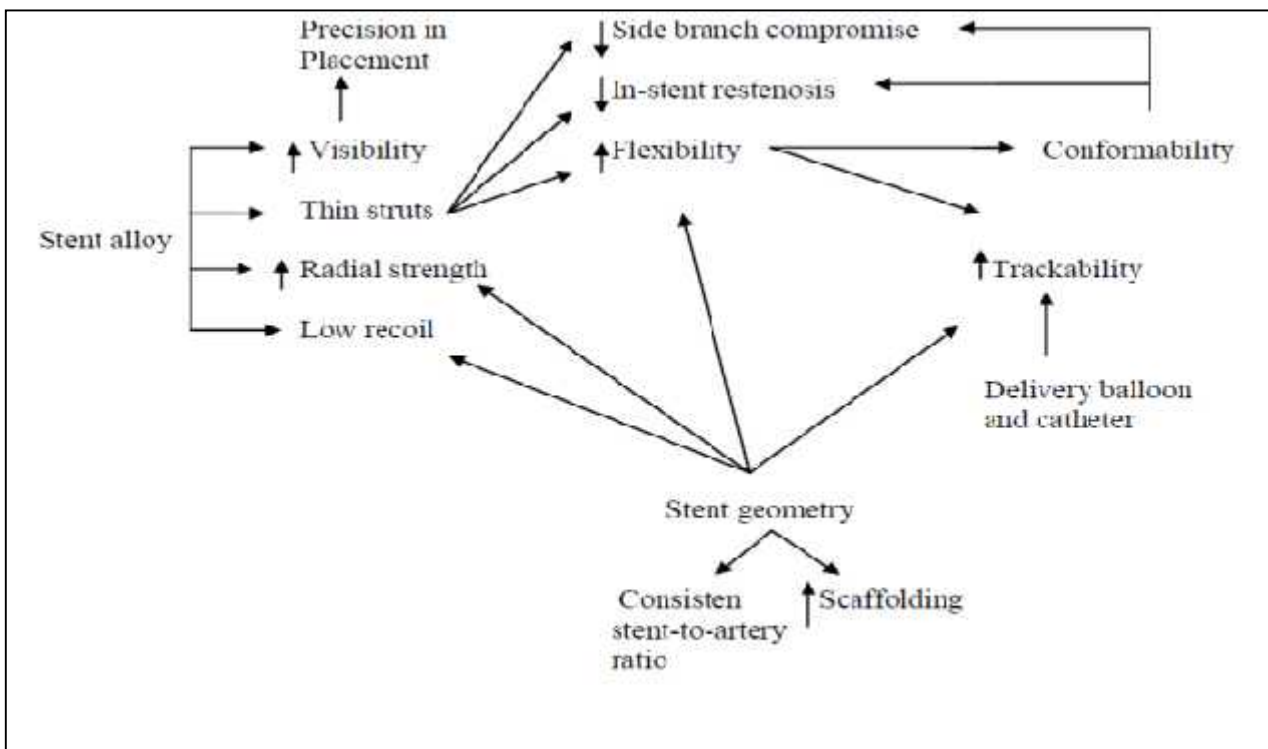 Precision in
Placement
Side branch compromise
In-stent restenosis
Visibility
Flexibility
Conformability
Thin struts
Stent alloy
Radial strength
Trackability
Low recoil
Delivery balloon
and catheter
Stent geometry
Consisten
stent-to-artery
ratio
Scaffolding